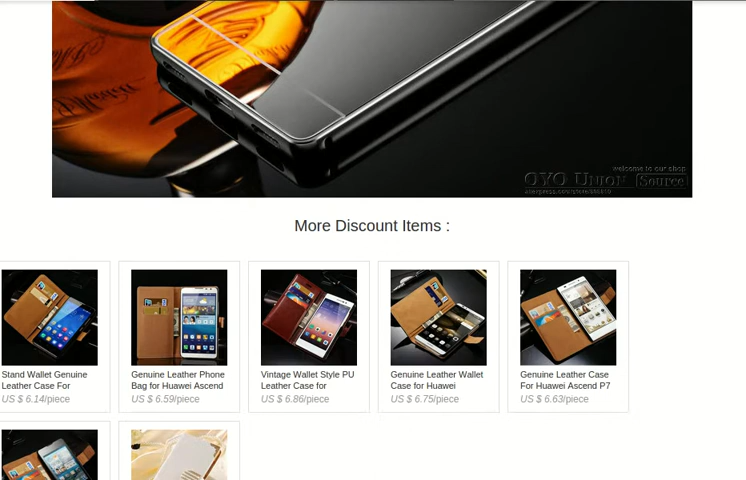 welcome to our shop
OYO Union Source
More Discount Items :
Stand Wallet Genuine
Leather Case For
US $ 6.14/piece
Genuine Leather Phone
Bag for Huawei Ascend
US $ 6.59/piece
Vintage Wallet Style PU
Leather Case for
US $ 6.86/piece
Genuine Leather Wallet
Case for Huawei
US $ 6.75/piece
Genuine Leather Case
For Huawei Ascend P7
US $ 6.63/piece